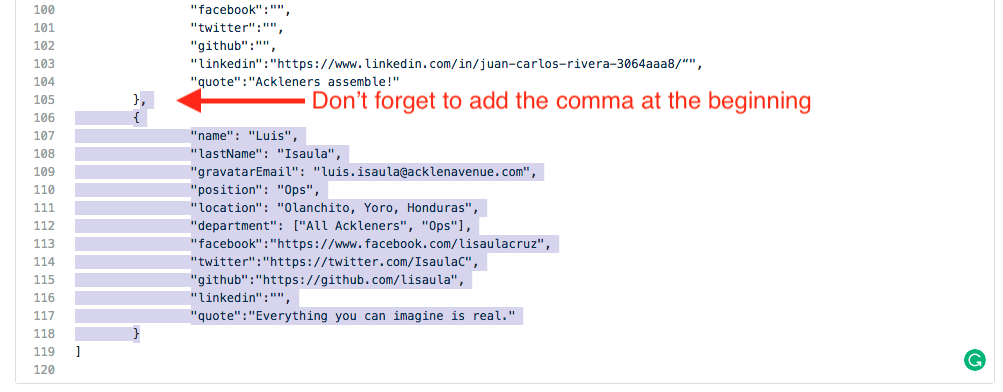 100 "facebook":"",
101 "twitter":"",
102 "github":"",
103 "linkedin":"https://www.linkedin.com/in/juan-carlos-rivera-3064aaa8/“",
104 "quote":"Ackleners assemble!"
105 }, Don’t forget to add the comma at the beginning
106 {
107 "name": "Luis",
108 "lastName": "Isaula",
109 "gravatarEmail": "luis.isaula@acklenavenue.com",
110 "position": "Ops",
111 "location": "Olanchito, Yoro, Honduras",
112 "department": ["All Ackleners", "Ops"],
113 "facebook":"https://www.facebook.com/lisaulacruz",
114 "twitter":"https://twitter.com/IsaulaC",
115 "github":"https://github.com/lisaula",
116 "linkedin":"",
117 "quote":"Everything you can imagine is real."
118 }
119 ]
120